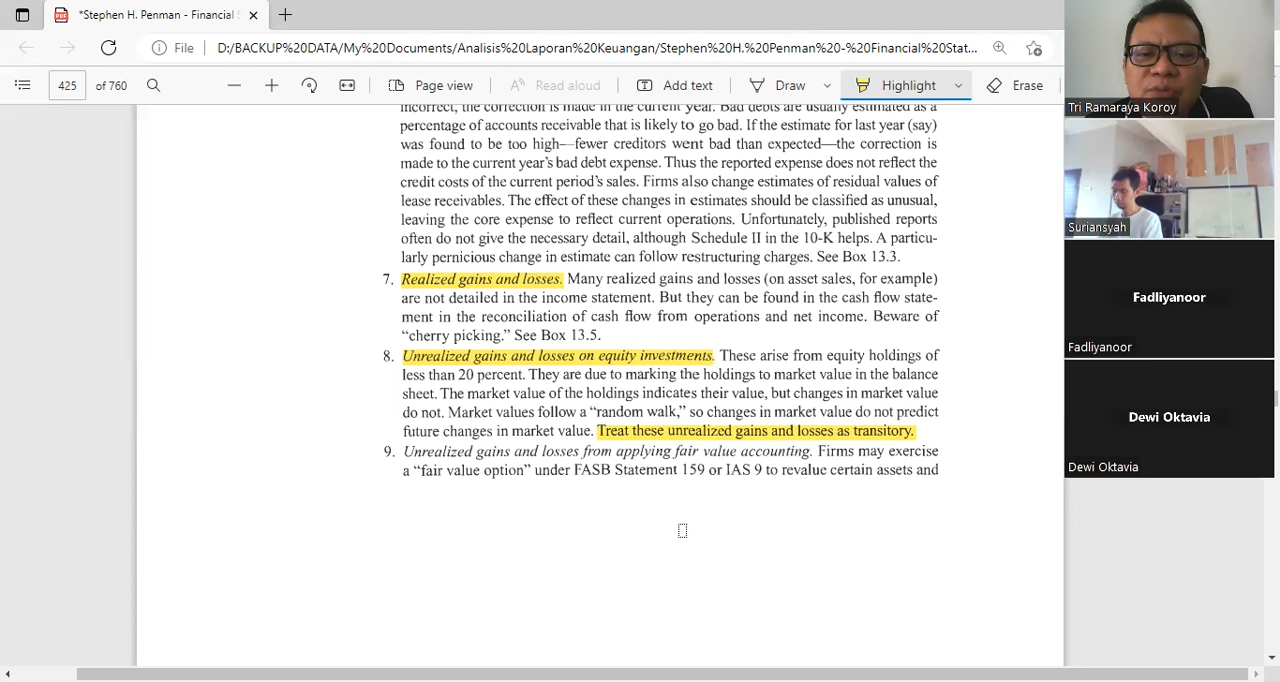 *Stephen H. Penman - Financial S
File
D:/BACKUP%20DATA/My%20Documents/Analisis%20Laporan%20Keuangan/Stephen%20H.%20Penman%20-%20Financial%20Stat...
425 of 760
Page view
Read aloud
Add text
Draw
Highlight
Erase
incorrect, the correction is made in the current year. Bad debts are usually estimated as a
percentage of accounts receivable that is likely to go bad. If the estimate for last year (say)
was found to be too high—fewer creditors went bad than expected—the correction is
made to the current year's bad debt expense. Thus the reported expense does not reflect the
credit costs of the current period's sales. Firms also change estimates of residual values of
lease receivables. The effect of these changes in estimates should be classified as unusual,
leaving the core expense to reflect current operations. Unfortunately, published reports
often do not give the necessary detail, although Schedule II in the 10-K helps. A particu-
larly pernicious change in estimate can follow restructuring charges. See Box 13.3.
7. Realized gains and losses. Many realized gains and losses (on asset sales, for example)
are not detailed in the income statement. But they can be found in the cash flow state-
ment in the reconciliation of cash flow from operations and net income. Beware of
"cherry picking." See Box 13.5.
8. Unrealized gains and losses on equity investments. These arise from equity holdings of
less than 20 percent. They are due to marking the holdings to market value in the balance
sheet. The market value of the holdings indicates their value, but changes in market value
do not. Market values follow a "random walk," so changes in market value do not predict
future changes in market value. Treat these unrealized gains and losses as transitory.
9. Unrealized gains and losses from applying fair value accounting. Firms may exercise
a "fair value option" under FASB Statement 159 or IAS 9 to revalue certain assets and
Tri Ramaraya Koroy
Suriansyah
Fadliyanoor
Fadliyanoor
Dewi Oktavia
Dewi Oktavia